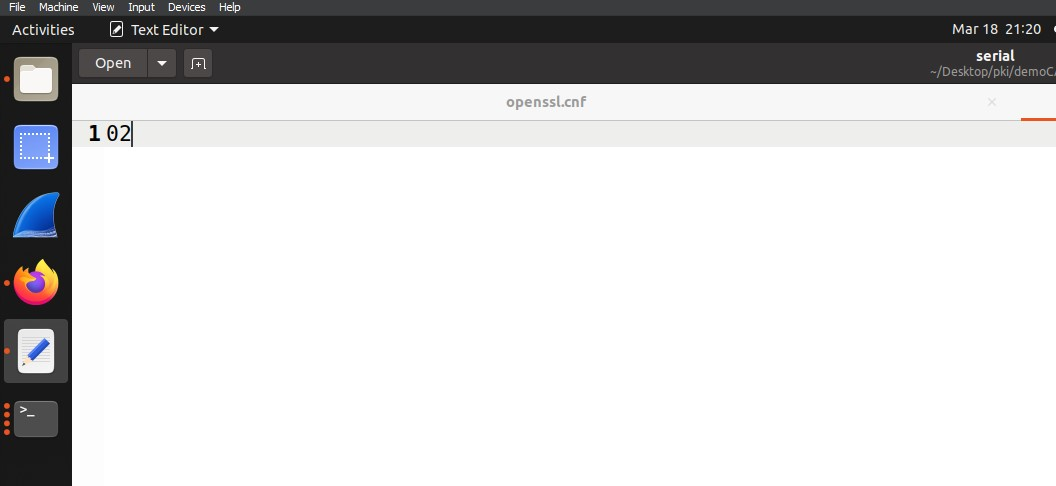 File Machine View Input Devices Help
Activities Text Editor Mar 18 21:20
Open serial
~/Desktop/pki/demoCA
openssl.cnf ×
1 02
>_